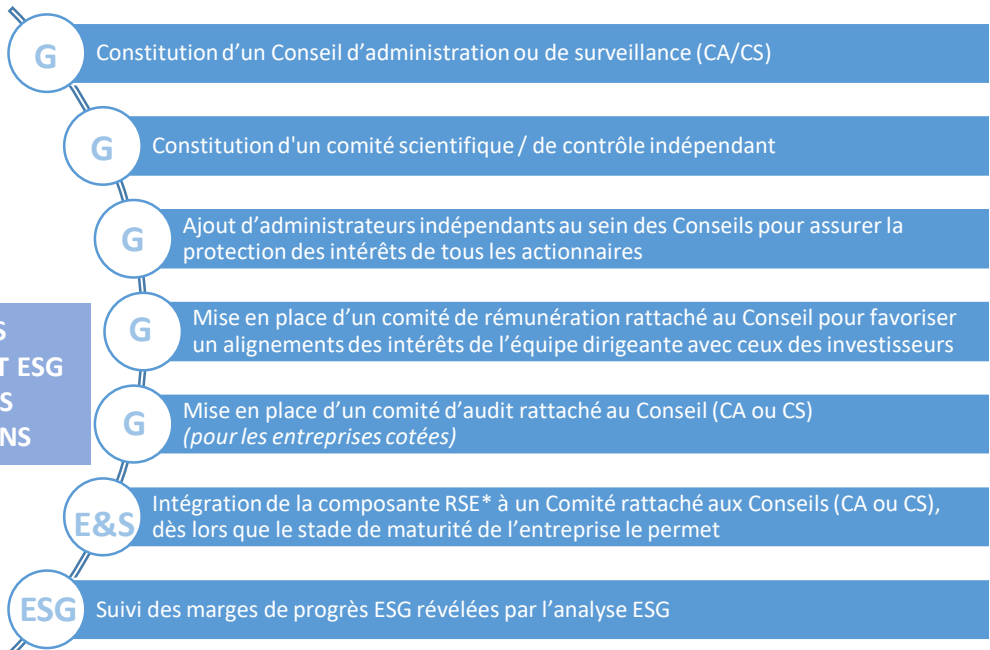 G
Constitution d’un Conseil d’administration ou de surveillance (CA/CS)
G
Constitution d'un comité scientifique / de contrôle indépendant
G
Ajout d’administrateurs indépendants au sein des Conseils pour assurer la
protection des intérêts de tous les actionnaires
S
T ESG
S
NS
G
Mise en place d’un comité de rémunération rattaché au Conseil pour favoriser
un alignements des intérêts de l’équipe dirigeante avec ceux des investisseurs
G
Mise en place d’un comité d’audit rattaché au Conseil (CA ou CS)
(pour les entreprises cotées)
E&S
Intégration de la composante RSE* à un Comité rattaché aux Conseils (CA ou CS),
dès lors que le stade de maturité de l’entreprise le permet
ESG
Suivi des marges de progrès ESG révélées par l’analyse ESG